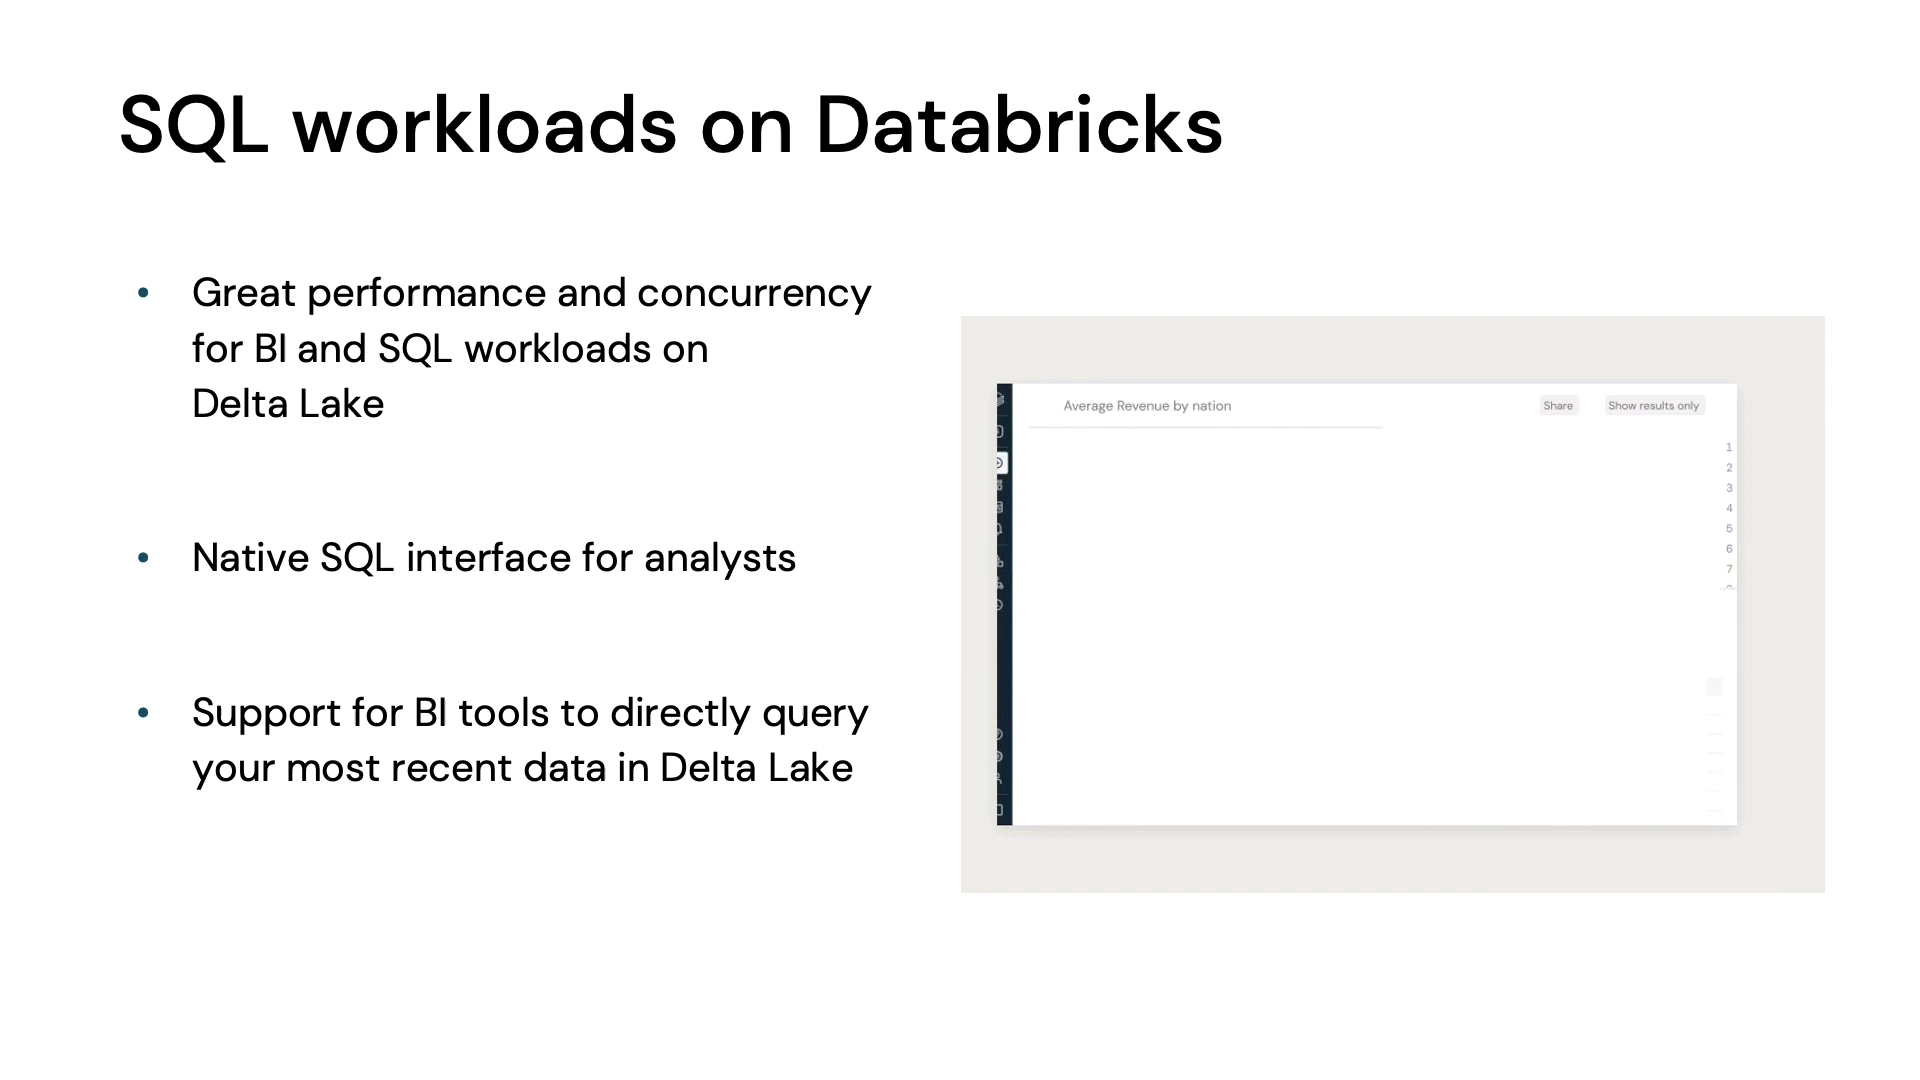 SQL workloads on Databricks
• Great performance and concurrency
for BI and SQL workloads on
Delta Lake
• Native SQL interface for analysts
• Support for BI tools to directly query
your most recent data in Delta Lake
Average Revenue by nation
Share
Show results only
1
2
3
4
5
6
7